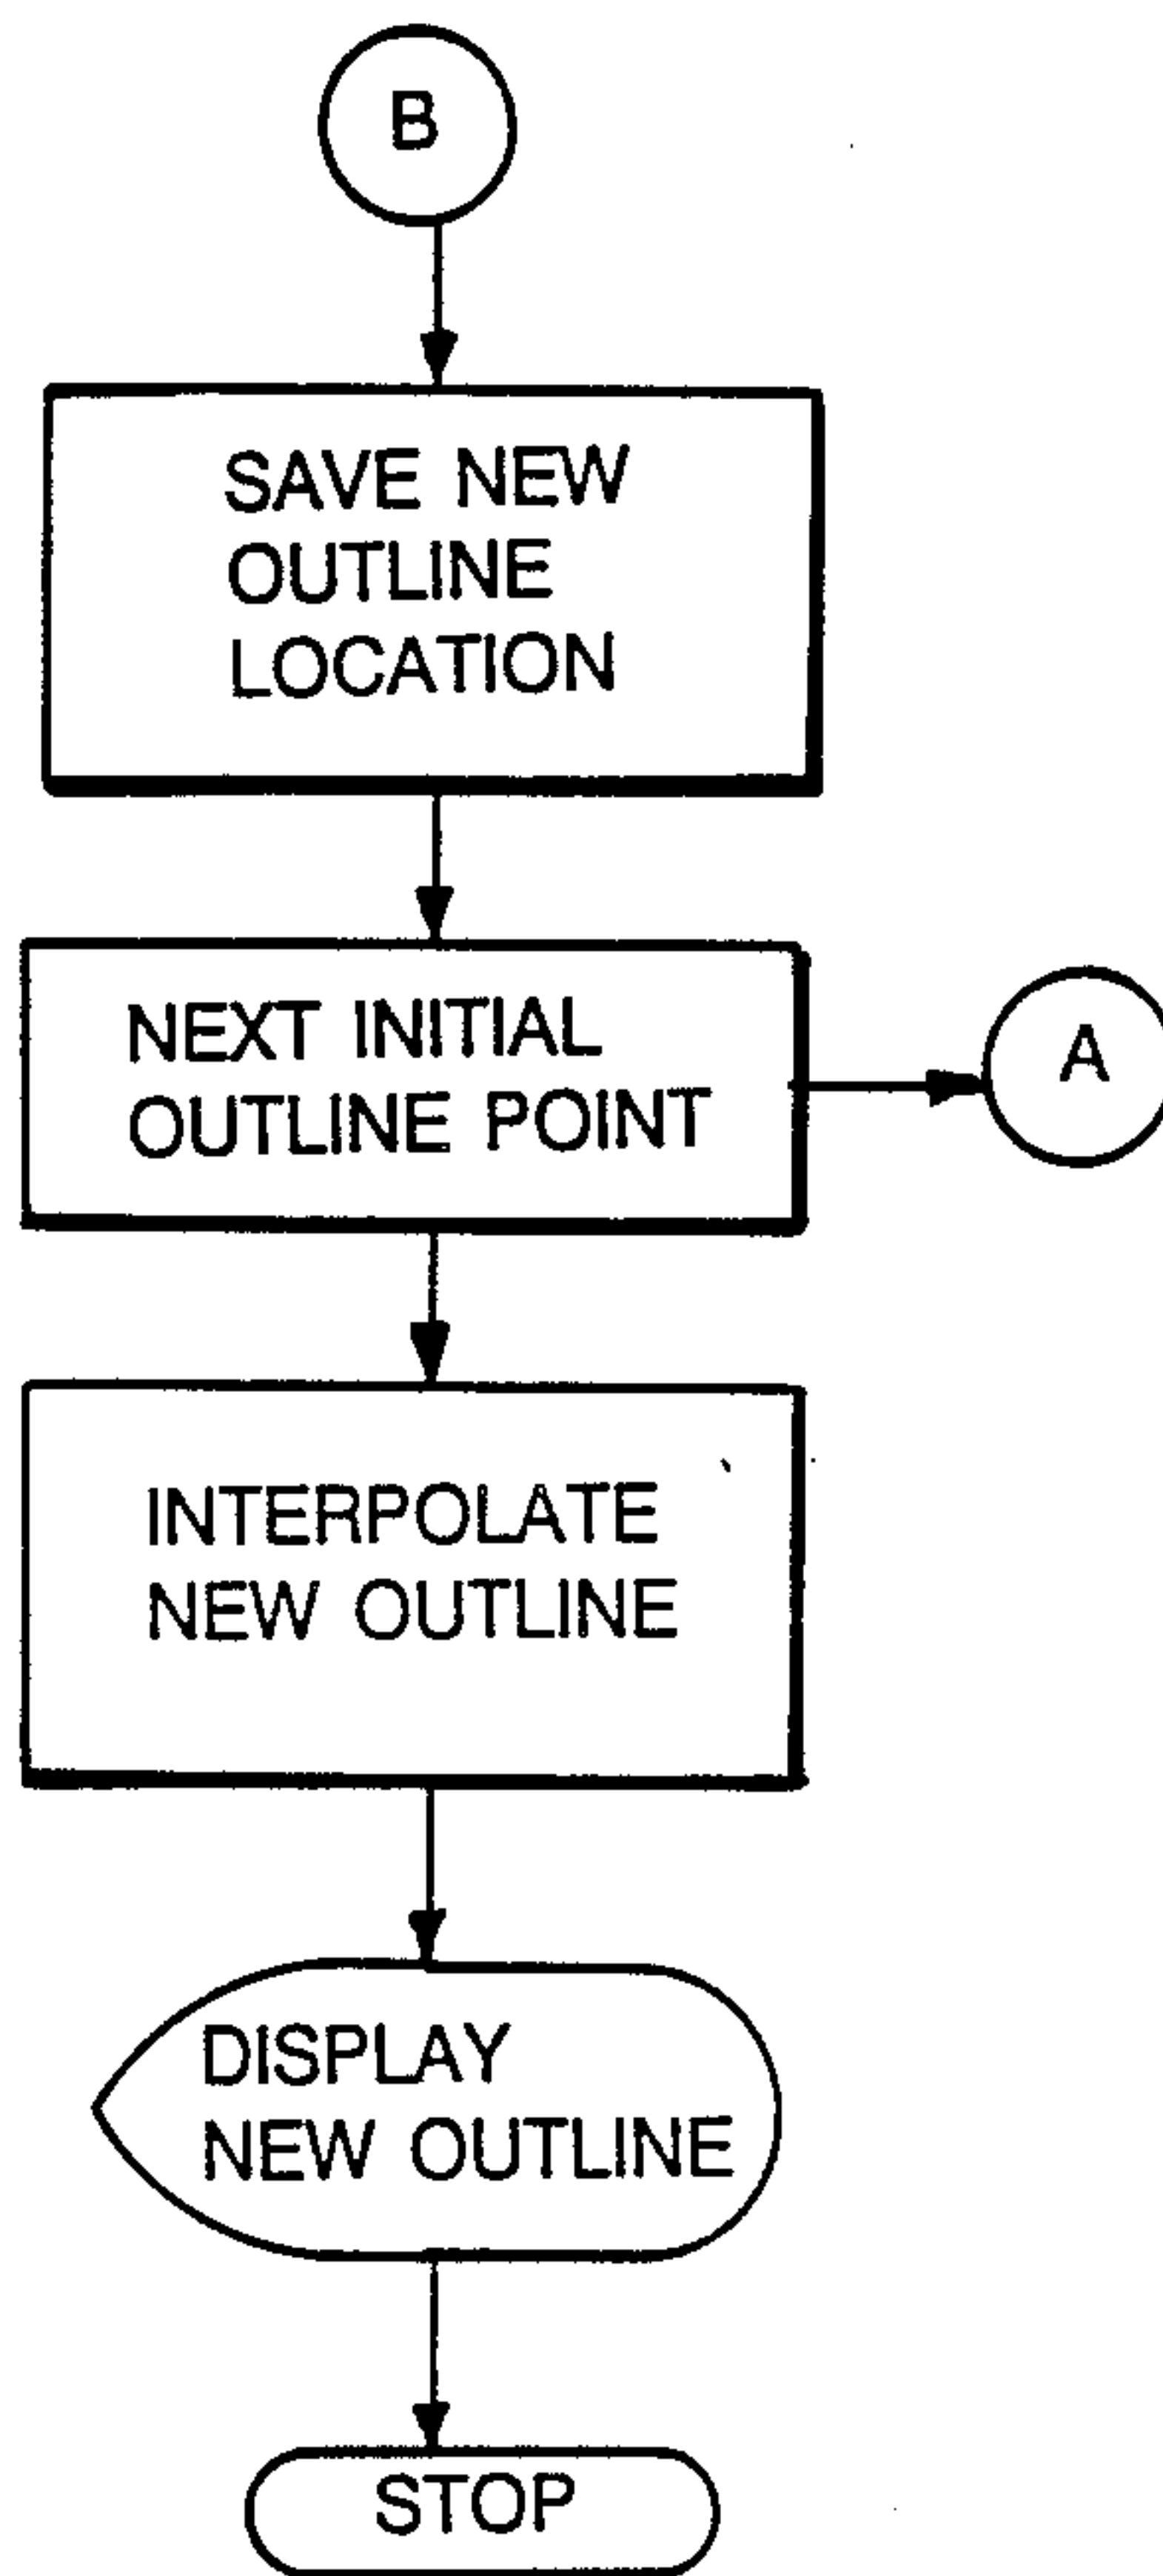 B
SAVE NEW
OUTLINE
LOCATION
NEXT INITIAL
OUTLINE POINT
A
INTERPOLATE
NEW OUTLINE
DISPLAY
NEW OUTLINE
STOP